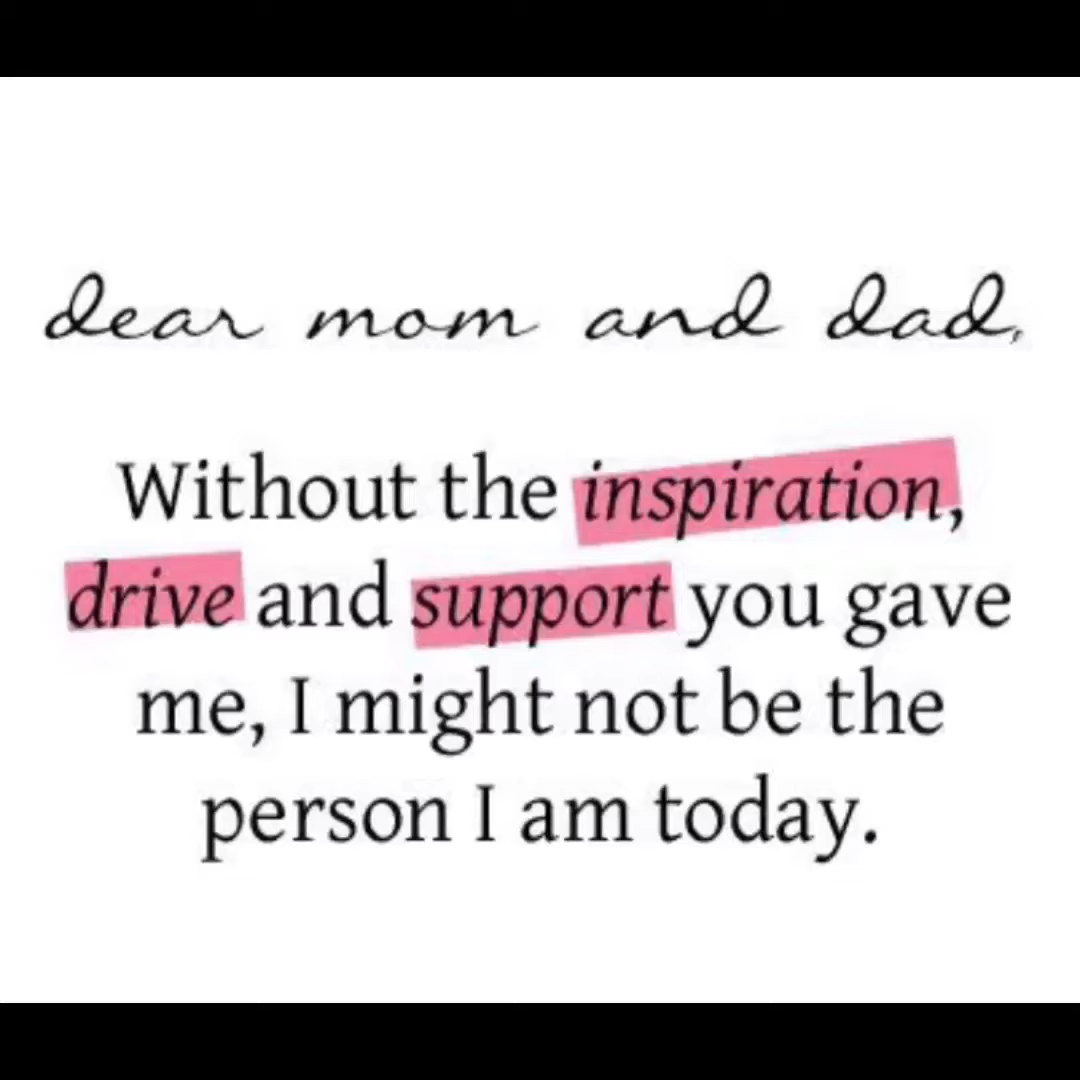 dear mom and dad,
Without the inspiration,
drive and support you gave
me, I might not be the
person I am today.